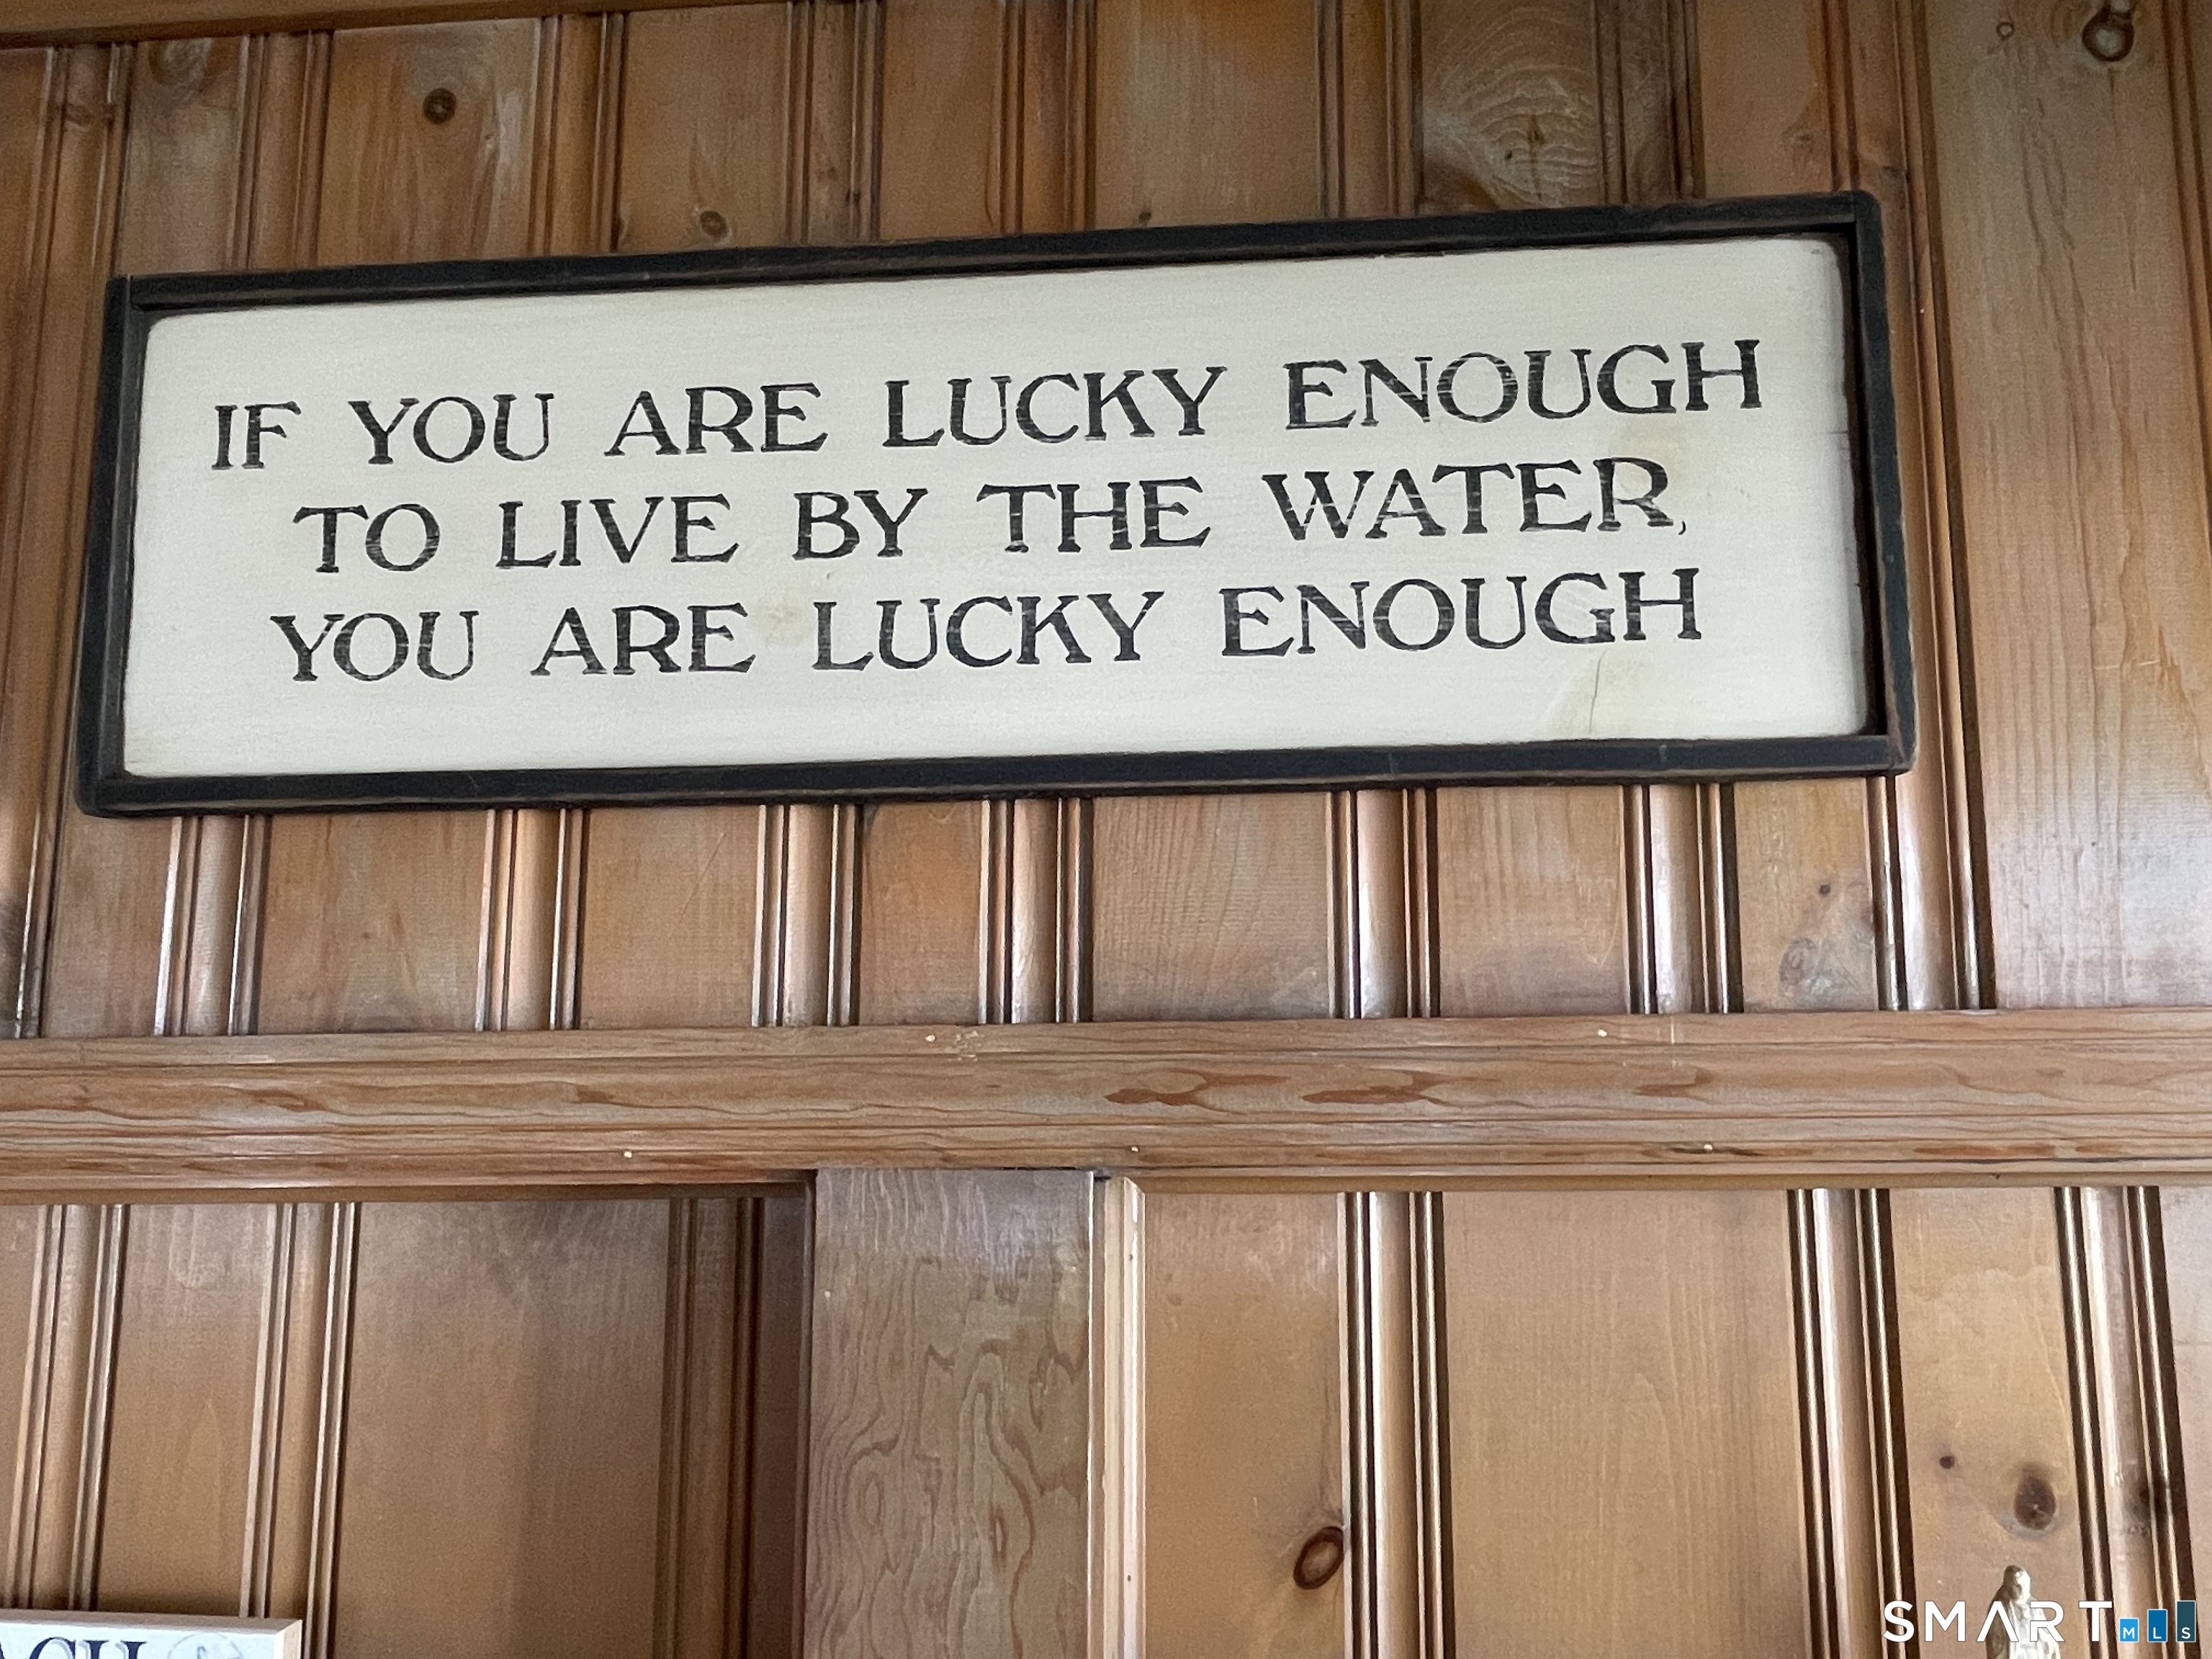 IF YOU ARE LUCKY ENOUGH
TO LIVE BY THE WATER,
YOU ARE LUCKY ENOUGH
SMART MLS